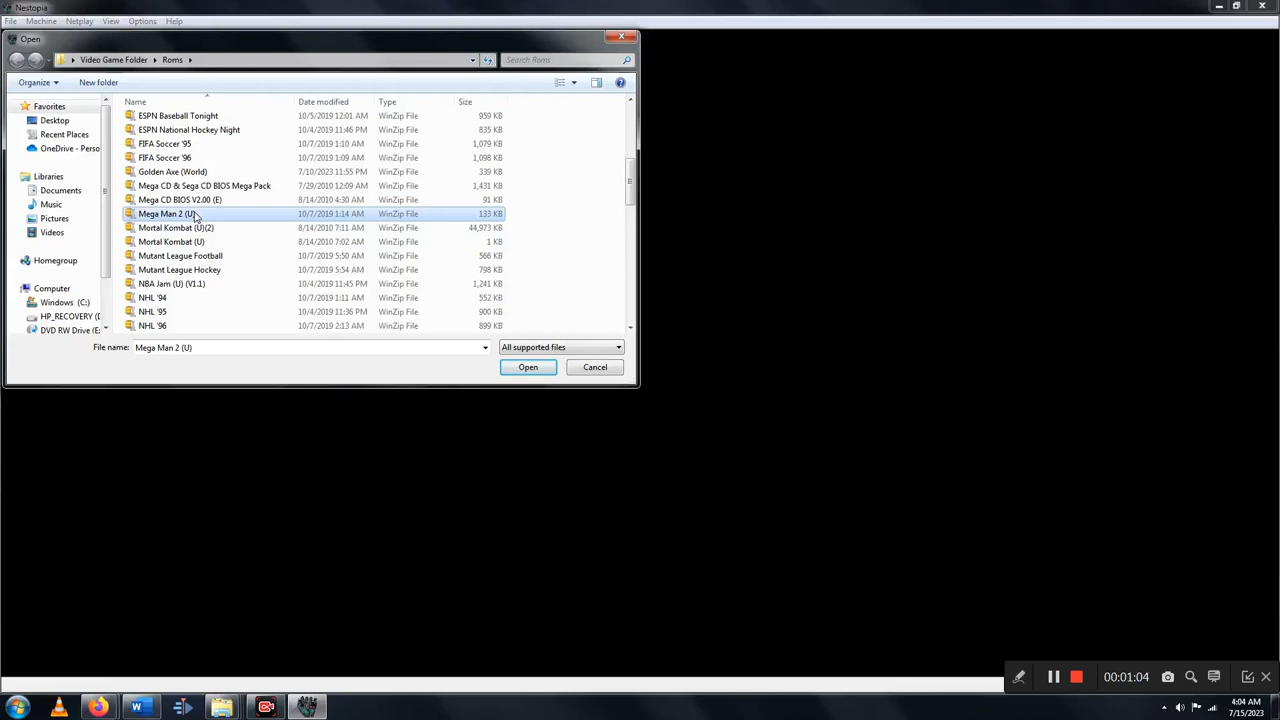 Nestopia
File Machine Netplay View Options Help
Open
Video Game Folder Roms
Search Roms
Organize New folder
Name Date modified Type Size
Favorites
Desktop
Recent Places
OneDrive - Perso
Libraries
Documents
Music
Pictures
Videos
Homegroup
Computer
Windows (C:)
HP_RECOVERY (D
DVD RW Drive (E:
ESPN Baseball Tonight 10/5/2019 12:01 AM WinZip File 959 KB
ESPN National Hockey Night 10/4/2019 11:46 PM WinZip File 835 KB
FIFA Soccer '95 10/7/2019 1:10 AM WinZip File 1,079 KB
FIFA Soccer '96 10/7/2019 1:09 AM WinZip File 1,098 KB
Golden Axe (World) 7/10/2023 11:55 PM WinZip File 339 KB
Mega CD & Sega CD BIOS Mega Pack 7/29/2010 12:09 AM WinZip File 1,431 KB
Mega CD BIOS V2.00 (E) 8/14/2010 4:30 AM WinZip File 91 KB
Mega Man 2 (U) 10/7/2019 1:14 AM WinZip File 133 KB
Mortal Kombat (U)(2) 8/14/2010 7:11 AM WinZip File 44,973 KB
Mortal Kombat (U) 8/14/2010 7:02 AM WinZip File 1 KB
Mutant League Football 10/7/2019 5:50 AM WinZip File 566 KB
Mutant League Hockey 10/7/2019 5:54 AM WinZip File 798 KB
NBA Jam (U) (V1.1) 10/4/2019 11:45 PM WinZip File 1,241 KB
NHL '94 10/7/2019 1:11 AM WinZip File 552 KB
NHL '95 10/4/2019 11:36 PM WinZip File 900 KB
NHL '96 10/7/2019 2:13 AM WinZip File 899 KB
File name: Mega Man 2 (U) All supported files
Open Cancel
00:01:04
4:04 AM
7/15/2023